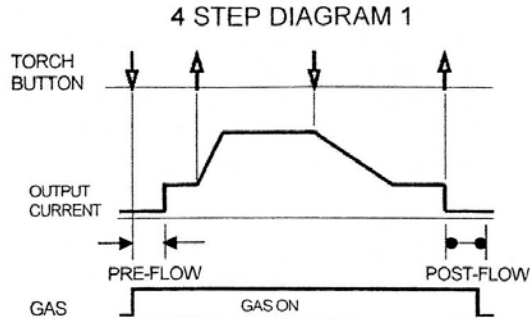 4 STEP DIAGRAM 1
TORCH
BUTTON
OUTPUT
CURRENT
PRE-FLOW
POST-FLOW
GAS
GAS ON